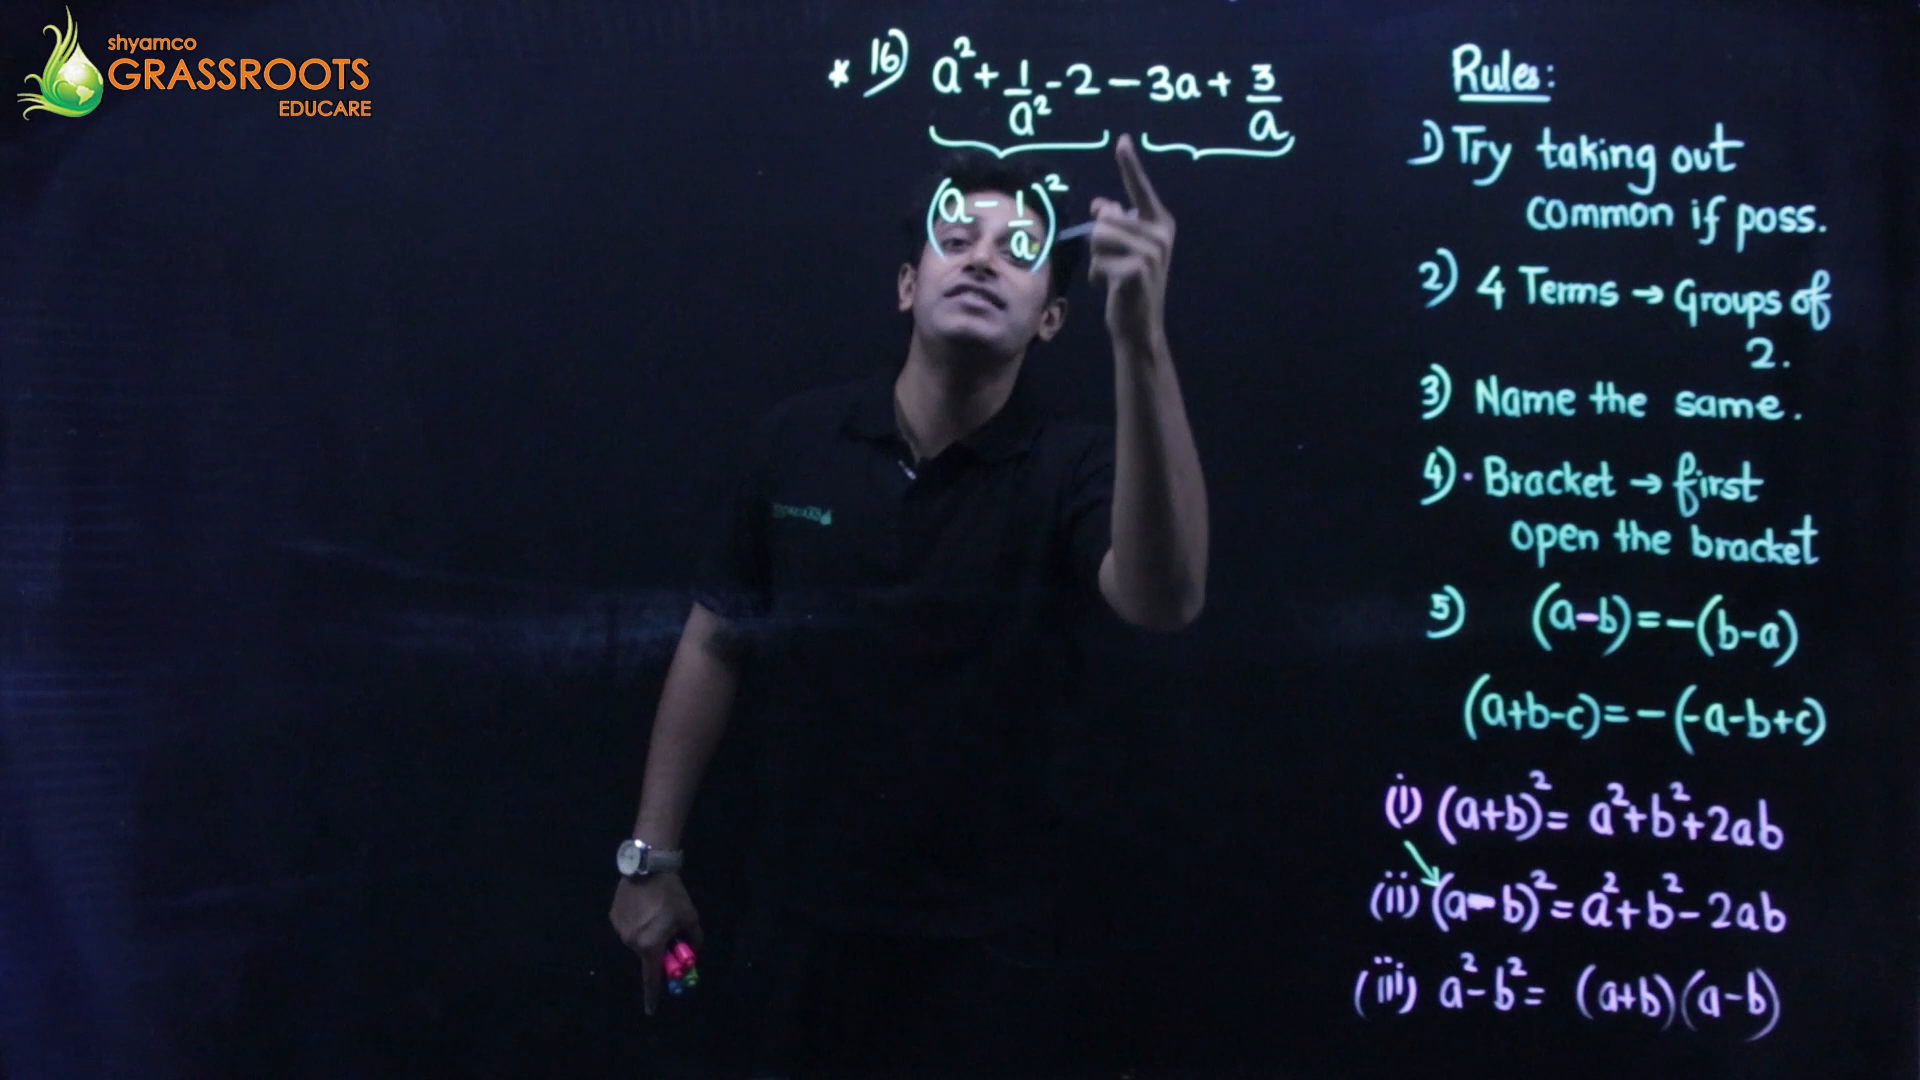 shyamco
GRASSROOTS
EDUCARE
* 16) a² + 1/a² - 2 - 3a + 3/a
(a - 1/a)²
Rules:
1) Try taking out
common if poss.
2) 4 Terms → Groups of
2.
3) Name the same.
4) · Bracket → first
open the bracket
5) (a-b)=-(b-a)
(a+b-c)=-(-a-b+c)
(i) (a+b)²= a²+b²+2ab
(ii) (a-b)²=a²+b²-2ab
(iii) a²-b²= (a+b)(a-b)